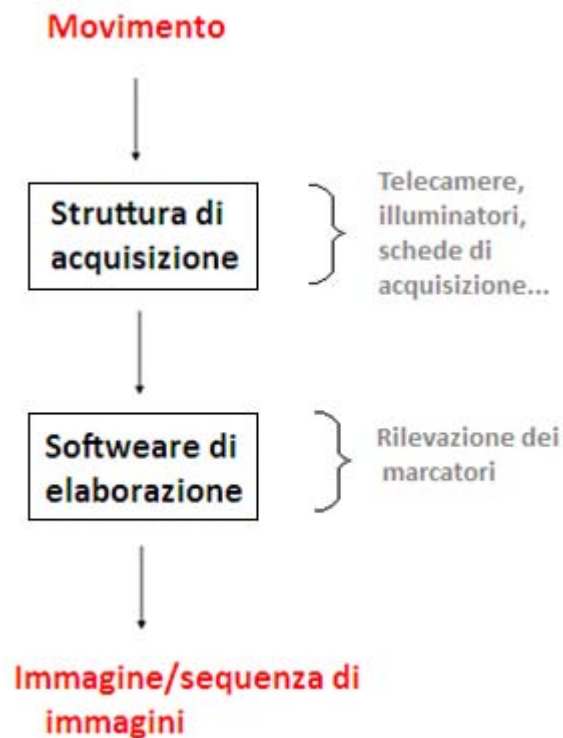 Movimento
Struttura di
acquisizione
Telecamere,
illuminatori,
schede di
acquisizione...
Softweare di
elaborazione
Rilevazione dei
marcatori
Immagine/sequenza di
immagini